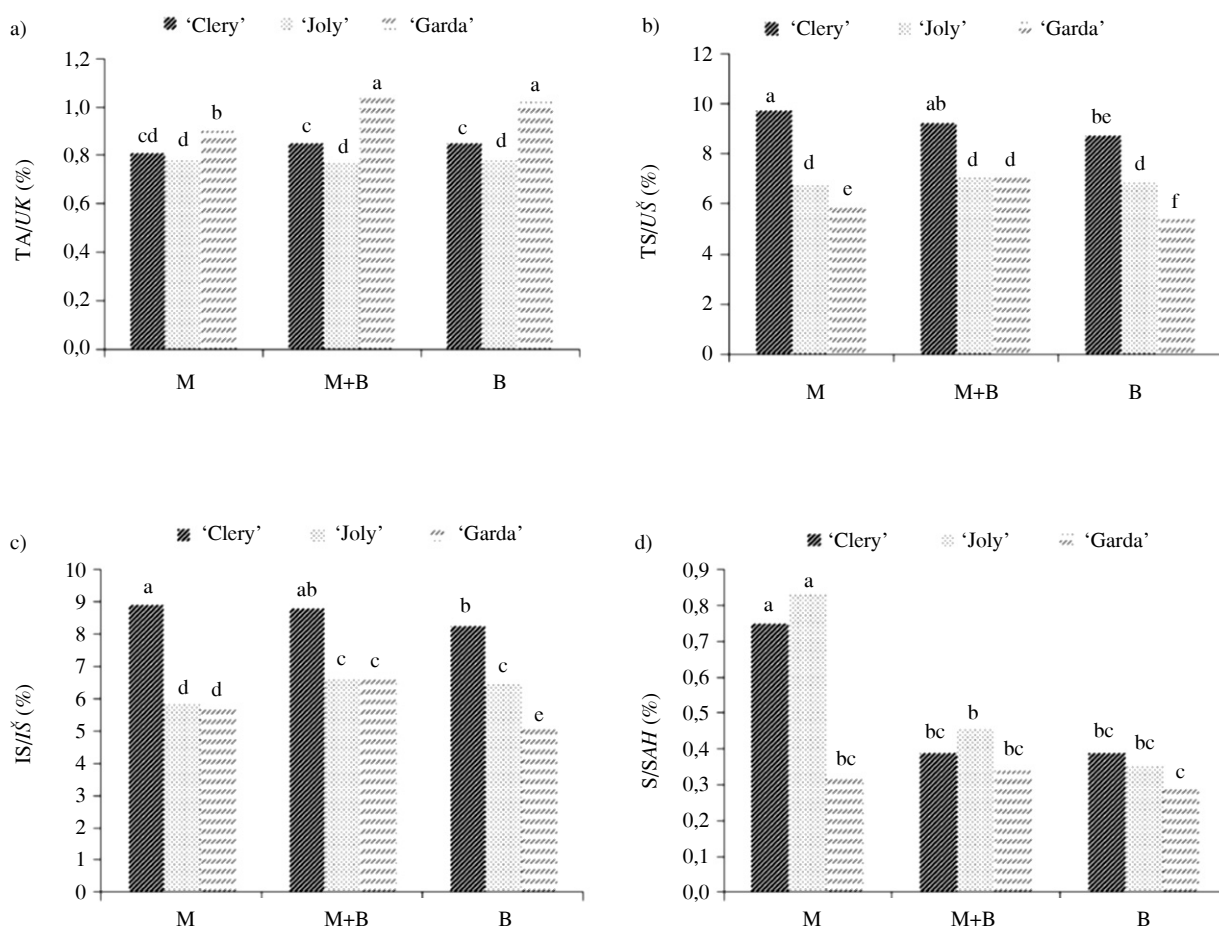 a)
‘Clery’ ‘Joly’ ‘Garda’
1,2
1,0
0,8
0,6
0,4
0,2
0,0
TA/UK (%)
cd d b
c d a
c d a
M M+B B
b)
‘Clery’ ‘Joly’ ‘Garda’
12
10
8
6
4
2
0
TS/UŠ (%)
a d e
ab d d
be d f
M M+B B
c)
‘Clery’ ‘Joly’ ‘Garda’
10
9
8
7
6
5
4
3
2
1
0
IS/IŠ (%)
a d d
ab c c
b c e
M M+B B
d)
‘Clery’ ‘Joly’ ‘Garda’
0,9
0,8
0,7
0,6
0,5
0,4
0,3
0,2
0,1
0,0
S/SAH (%)
a a bc
bc b bc
bc bc c
M M+B B